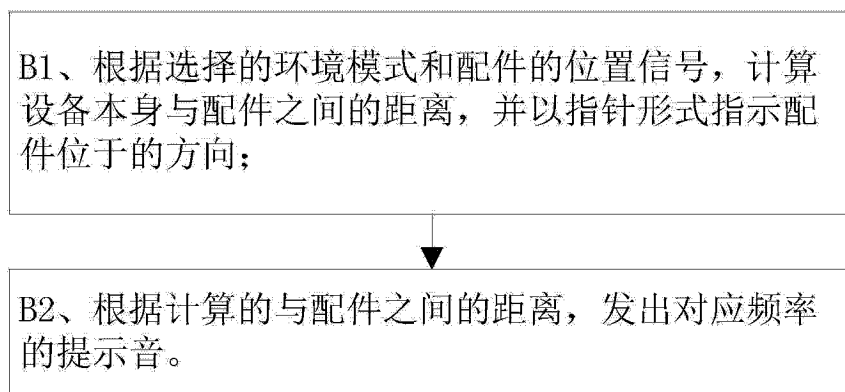 B1、根据选择的环境模式和配件的位置信号，计算
设备本身与配件之间的距离，并以指针形式指示配
件位于的方向；
B2、根据计算的与配件之间的距离，发出对应频率
的提示音。